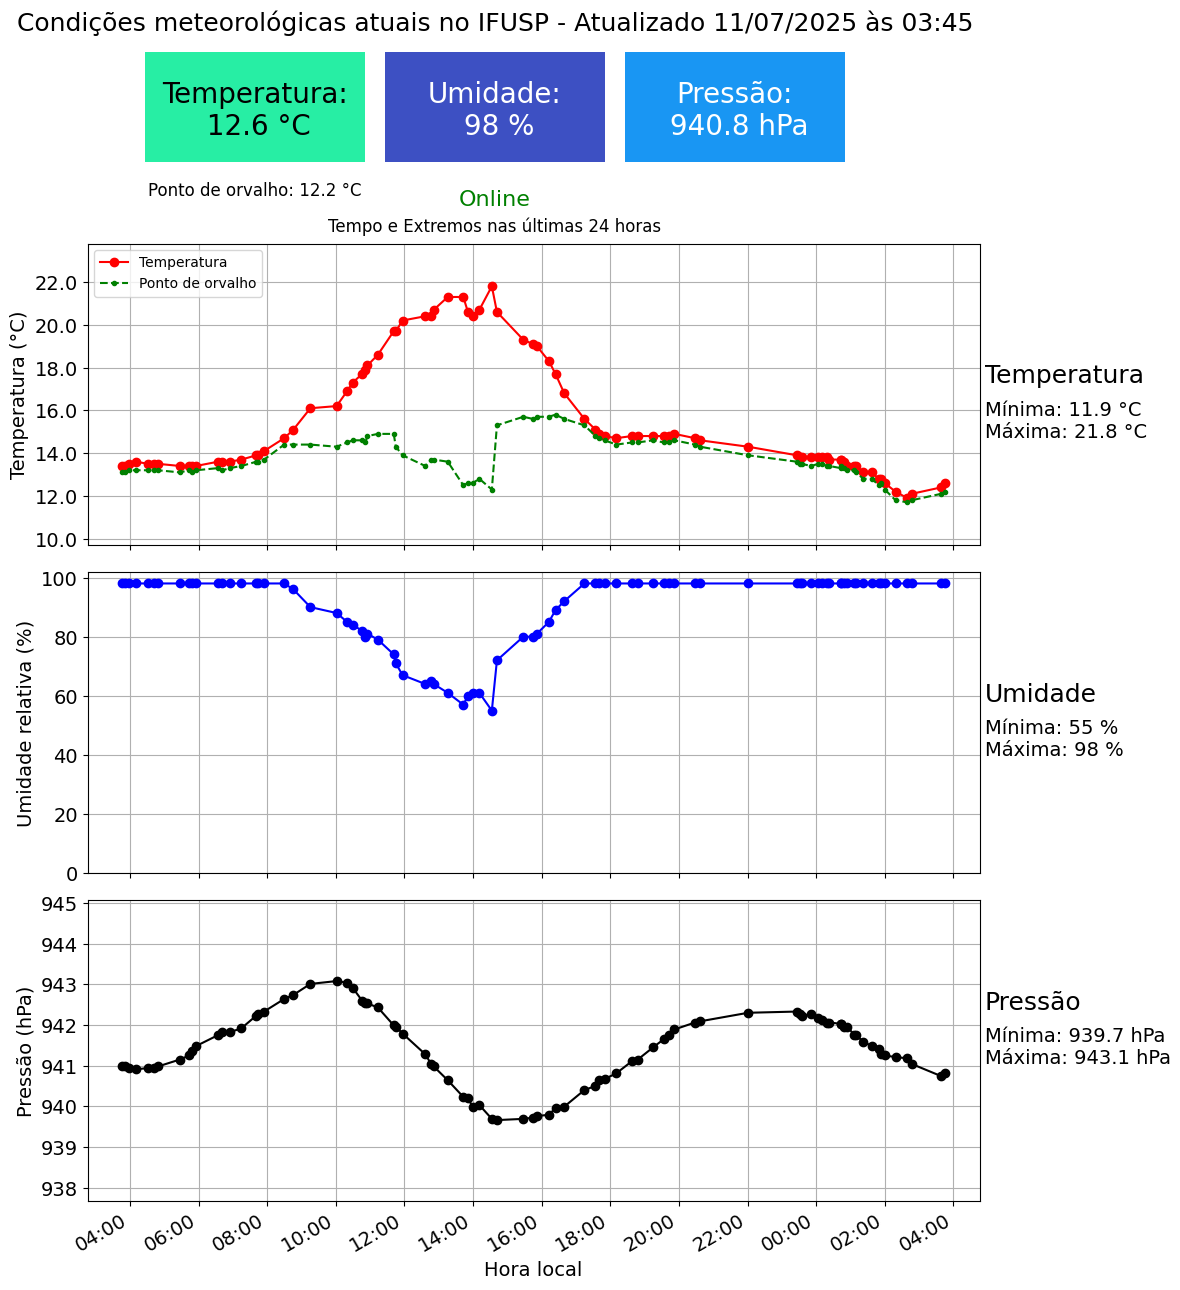 Condições meteorológicas atuais no IFUSP - Atualizado 11/07/2025 às 03:45
Temperatura:
12.6 °C
Umidade:
98 %
Pressão:
940.8 hPa
Ponto de orvalho: 12.2 °C
Online
Tempo e Extremos nas últimas 24 horas
Temperatura
Ponto de orvalho
Temperatura (°C)
22.0
20.0
18.0
16.0
14.0
12.0
10.0
Temperatura
Mínima: 11.9 °C
Máxima: 21.8 °C
Umidade relativa (%)
100
80
60
40
20
0
Umidade
Mínima: 55 %
Máxima: 98 %
Pressão (hPa)
945
944
943
942
941
940
939
938
Pressão
Mínima: 939.7 hPa
Máxima: 943.1 hPa
04:00
06:00
08:00
10:00
12:00
14:00
16:00
18:00
20:00
22:00
00:00
02:00
04:00
Hora local